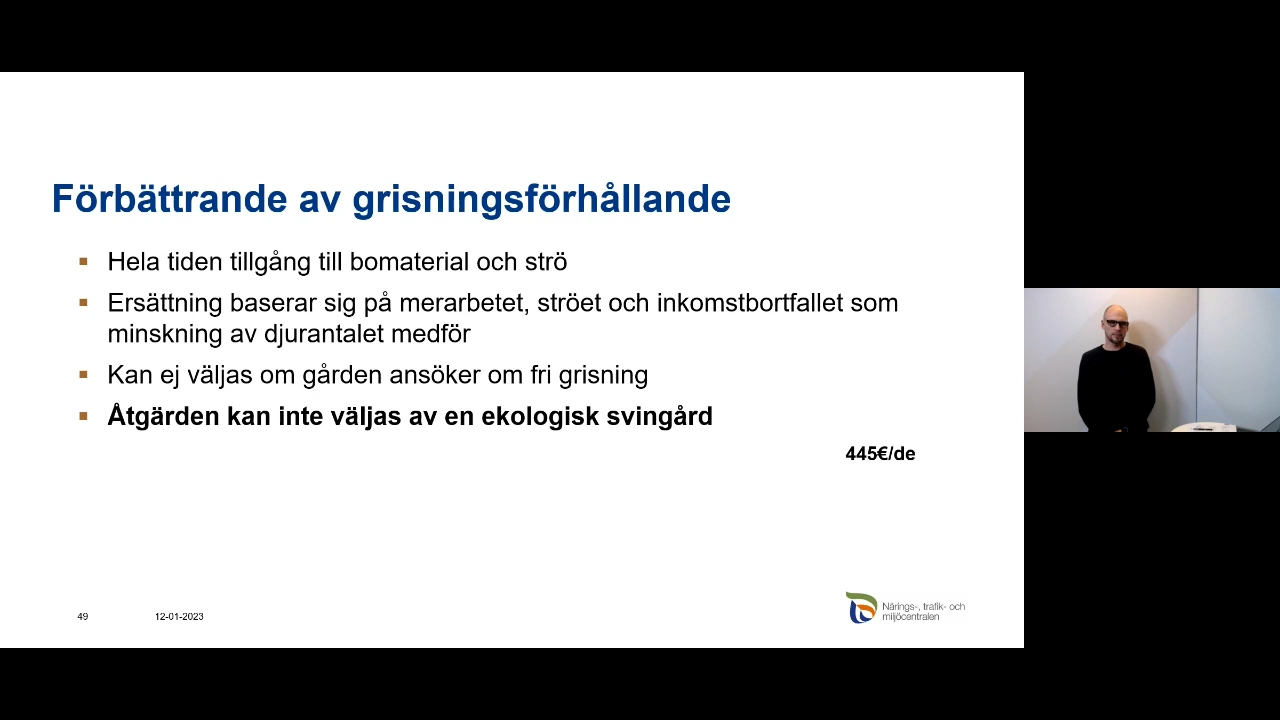 Förbättrande av grisningsförhållande
▪ Hela tiden tillgång till bomaterial och strö
▪ Ersättning baserar sig på merarbetet, ströet och inkomstbortfallet som
minskning av djurantalet medför
▪ Kan ej väljas om gården ansöker om fri grisning
▪ Åtgärden kan inte väljas av en ekologisk svingård
445€/de
49
12-01-2023
Närings-, trafik- och
miljöcentralen